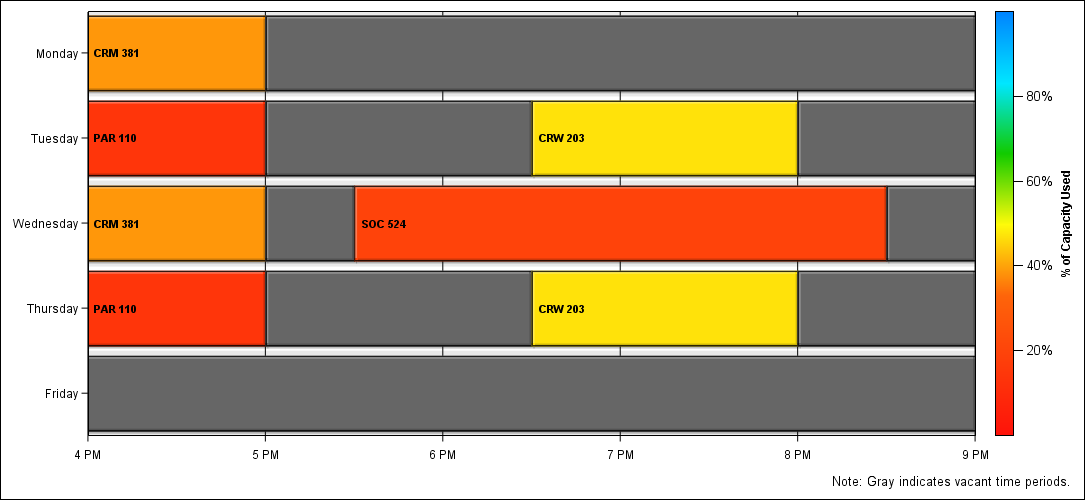 Monday
CRM 381
80%
Tuesday
PAR 110
CRW 203
60%
Wednesday
CRM 381
SOC 524
% of Capacity Used
40%
Thursday
PAR 110
CRW 203
20%
Friday
4 PM 5 PM 6 PM 7 PM 8 PM 9 PM
Note: Gray indicates vacant time periods.